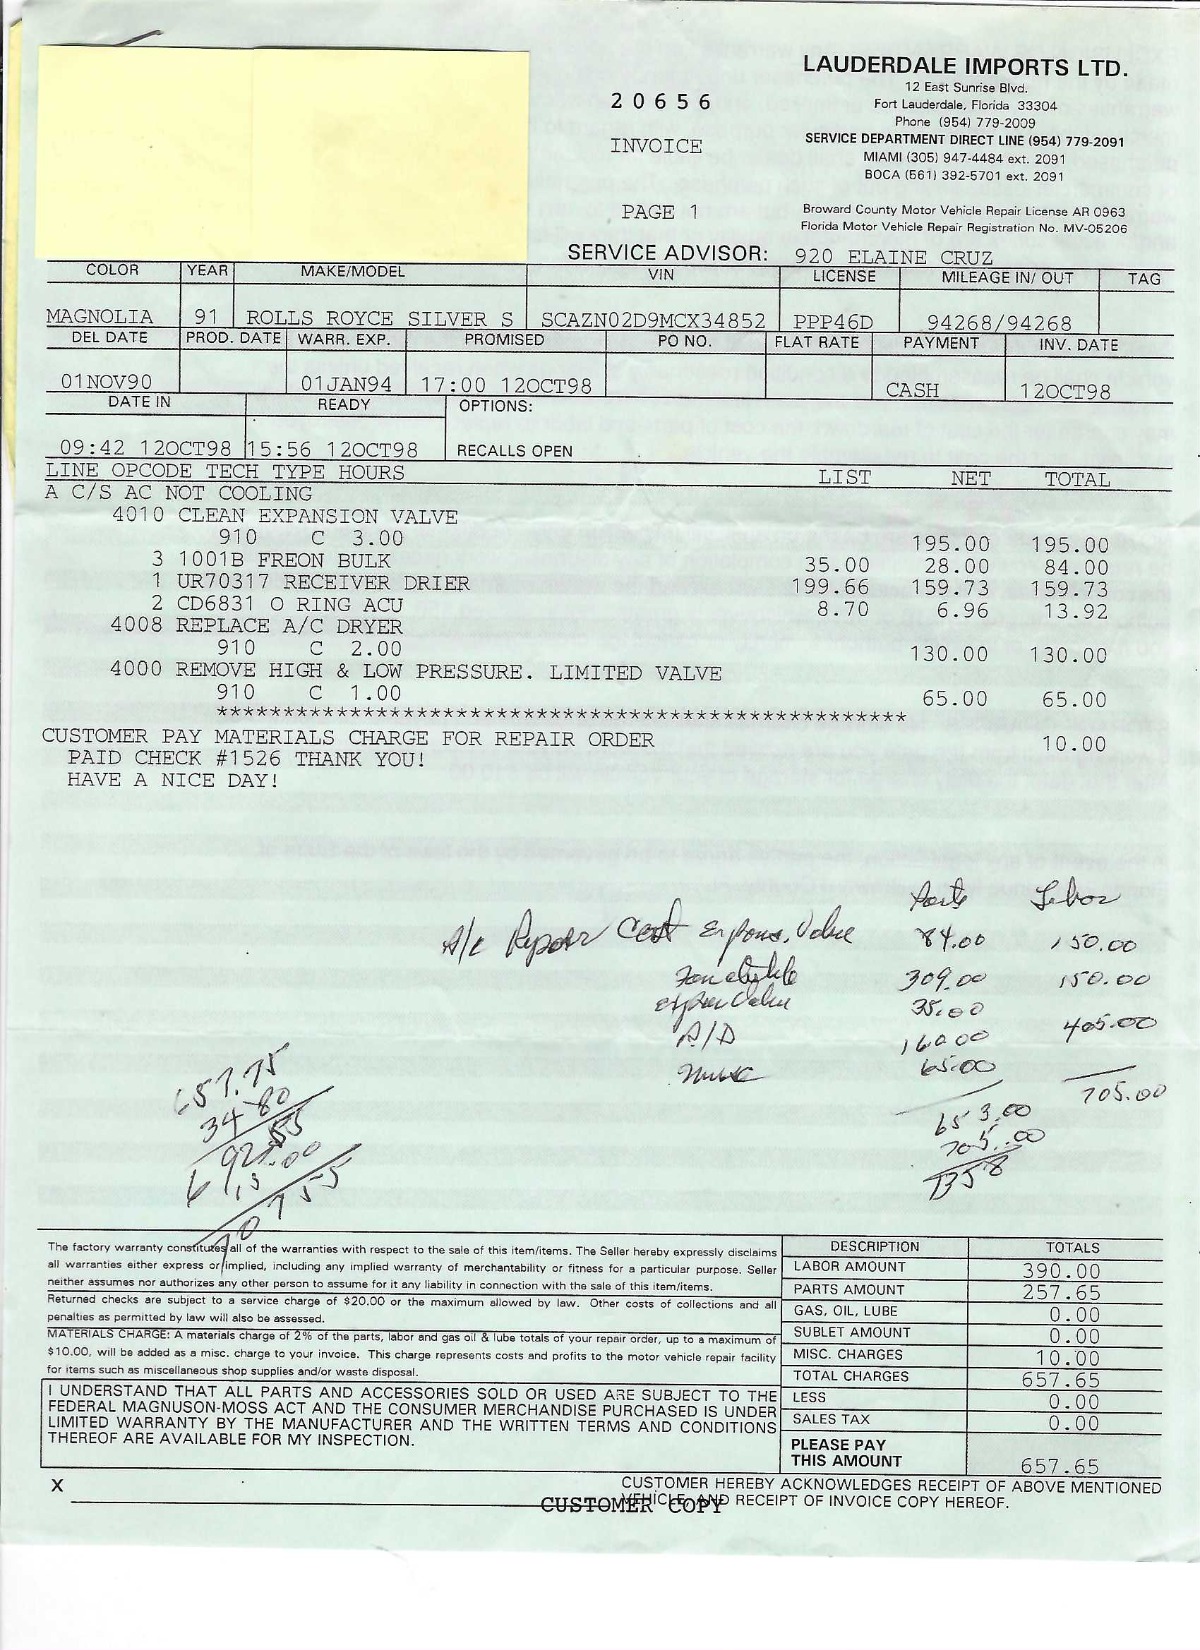 LAUDERDALE IMPORTS LTD.
12 East Sunrise Blvd.
Fort Lauderdale, Florida 33304
Phone (954) 779-2009
SERVICE DEPARTMENT DIRECT LINE (954) 779-2091
MIAMI (305) 947-4484 ext. 2091
BOCA (561) 392-5701 ext. 2091
Broward County Motor Vehicle Repair License AR 0963
Florida Motor Vehicle Repair Registration No. MV-05206
20656
INVOICE
PAGE 1
SERVICE ADVISOR: 920 ELAINE CRUZ
COLOR YEAR MAKE/MODEL VIN LICENSE MILEAGE IN/ OUT TAG
MAGNOLIA 91 ROLLS ROYCE SILVER S SCAZN02D9MCX34852 PPP46D 94268/94268
DEL DATE PROD. DATE WARR. EXP. PROMISED PO NO. FLAT RATE PAYMENT INV. DATE
01NOV90 01JAN94 17:00 12OCT98 CASH 12OCT98
DATE IN READY OPTIONS:
09:42 12OCT98 15:56 12OCT98 RECALLS OPEN
LINE OPCODE TECH TYPE HOURS LIST NET TOTAL
A C/S AC NOT COOLING
4010 CLEAN EXPANSION VALVE
910 C 3.00 195.00 195.00
3 1001B FREON BULK 35.00 28.00 84.00
1 UR70317 RECEIVER DRIER 199.66 159.73 159.73
2 CD6831 O RING ACU 8.70 6.96 13.92
4008 REPLACE A/C DRYER
910 C 2.00 130.00 130.00
4000 REMOVE HIGH & LOW PRESSURE. LIMITED VALVE
910 C 1.00 65.00 65.00
*****************************************************
CUSTOMER PAY MATERIALS CHARGE FOR REPAIR ORDER 10.00
PAID CHECK #1526 THANK YOU!
HAVE A NICE DAY!
Parts Labor
A/c Repair Cost Valve 84.00 150.00
309.00 150.00
35.00
160.00 405.00
65.00
705.00
653.00
705.00
1358
657.75
34 80
The factory warranty constitutes all of the warranties with respect to the sale of this item/items. The Seller hereby expressly disclaims
all warranties either express or implied, including any implied warranty of merchantability or fitness for a particular purpose. Seller
neither assumes nor authorizes any other person to assume for it any liability in connection with the sale of this item/items.
Returned checks are subject to a service charge of $20.00 or the maximum allowed by law. Other costs of collections and all
penalties as permitted by law will also be assessed.
MATERIALS CHARGE: A materials charge of 2% of the parts, labor and gas oil & lube totals of your repair order, up to a maximum of
$10.00, will be added as a misc. charge to your invoice. This charge represents costs and profits to the motor vehicle repair facility
for items such as miscellaneous shop supplies and/or waste disposal.
I UNDERSTAND THAT ALL PARTS AND ACCESSORIES SOLD OR USED ARE SUBJECT TO THE
FEDERAL MAGNUSON-MOSS ACT AND THE CONSUMER MERCHANDISE PURCHASED IS UNDER
LIMITED WARRANTY BY THE MANUFACTURER AND THE WRITTEN TERMS AND CONDITIONS
THEREOF ARE AVAILABLE FOR MY INSPECTION.
DESCRIPTION TOTALS
LABOR AMOUNT 390.00
PARTS AMOUNT 257.65
GAS, OIL, LUBE 0.00
SUBLET AMOUNT 0.00
MISC. CHARGES 10.00
TOTAL CHARGES 657.65
LESS 0.00
SALES TAX 0.00
PLEASE PAY
THIS AMOUNT 657.65
X
CUSTOMER HEREBY ACKNOWLEDGES RECEIPT OF ABOVE MENTIONED
VEHICLE AND RECEIPT OF INVOICE COPY HEREOF.
CUSTOMER COPY